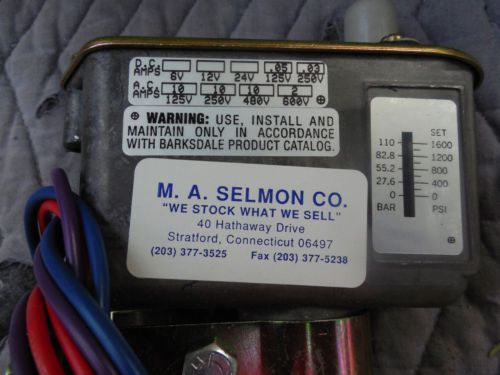 D.C. .05 .03
AMPS 6V 12V 24V 125V 250V
A.C. 10 10 10 2
AMPS 125V 250V 480V 600V
WARNING: USE, INSTALL AND
MAINTAIN ONLY IN ACCORDANCE
WITH BARKSDALE PRODUCT CATALOG.
M. A. SELMON CO.
"WE STOCK WHAT WE SELL"
40 Hathaway Drive
Stratford, Connecticut 06497
(203) 377-3525 Fax (203) 377-5238
SET
110 1600
82.8 1200
55.2 800
27.6 400
0 0
BAR PSI